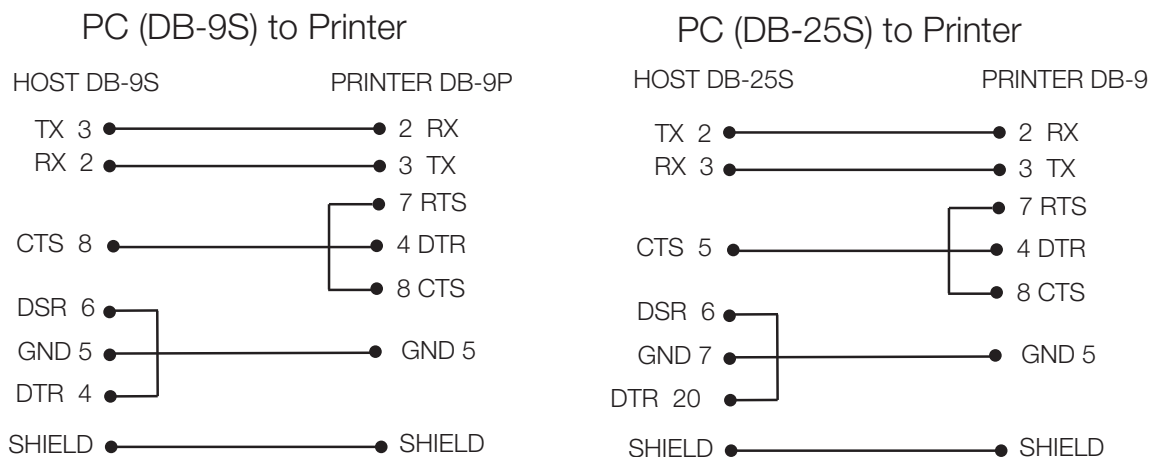 PC (DB-9S) to Printer
HOST DB-9S PRINTER DB-9P
TX 3 2 RX
RX 2 3 TX
7 RTS
CTS 8 4 DTR
8 CTS
DSR 6
GND 5 GND 5
DTR 4
SHIELD SHIELD
PC (DB-25S) to Printer
HOST DB-25S PRINTER DB-9
TX 2 2 RX
RX 3 3 TX
7 RTS
CTS 5 4 DTR
8 CTS
DSR 6
GND 7 GND 5
DTR 20
SHIELD SHIELD